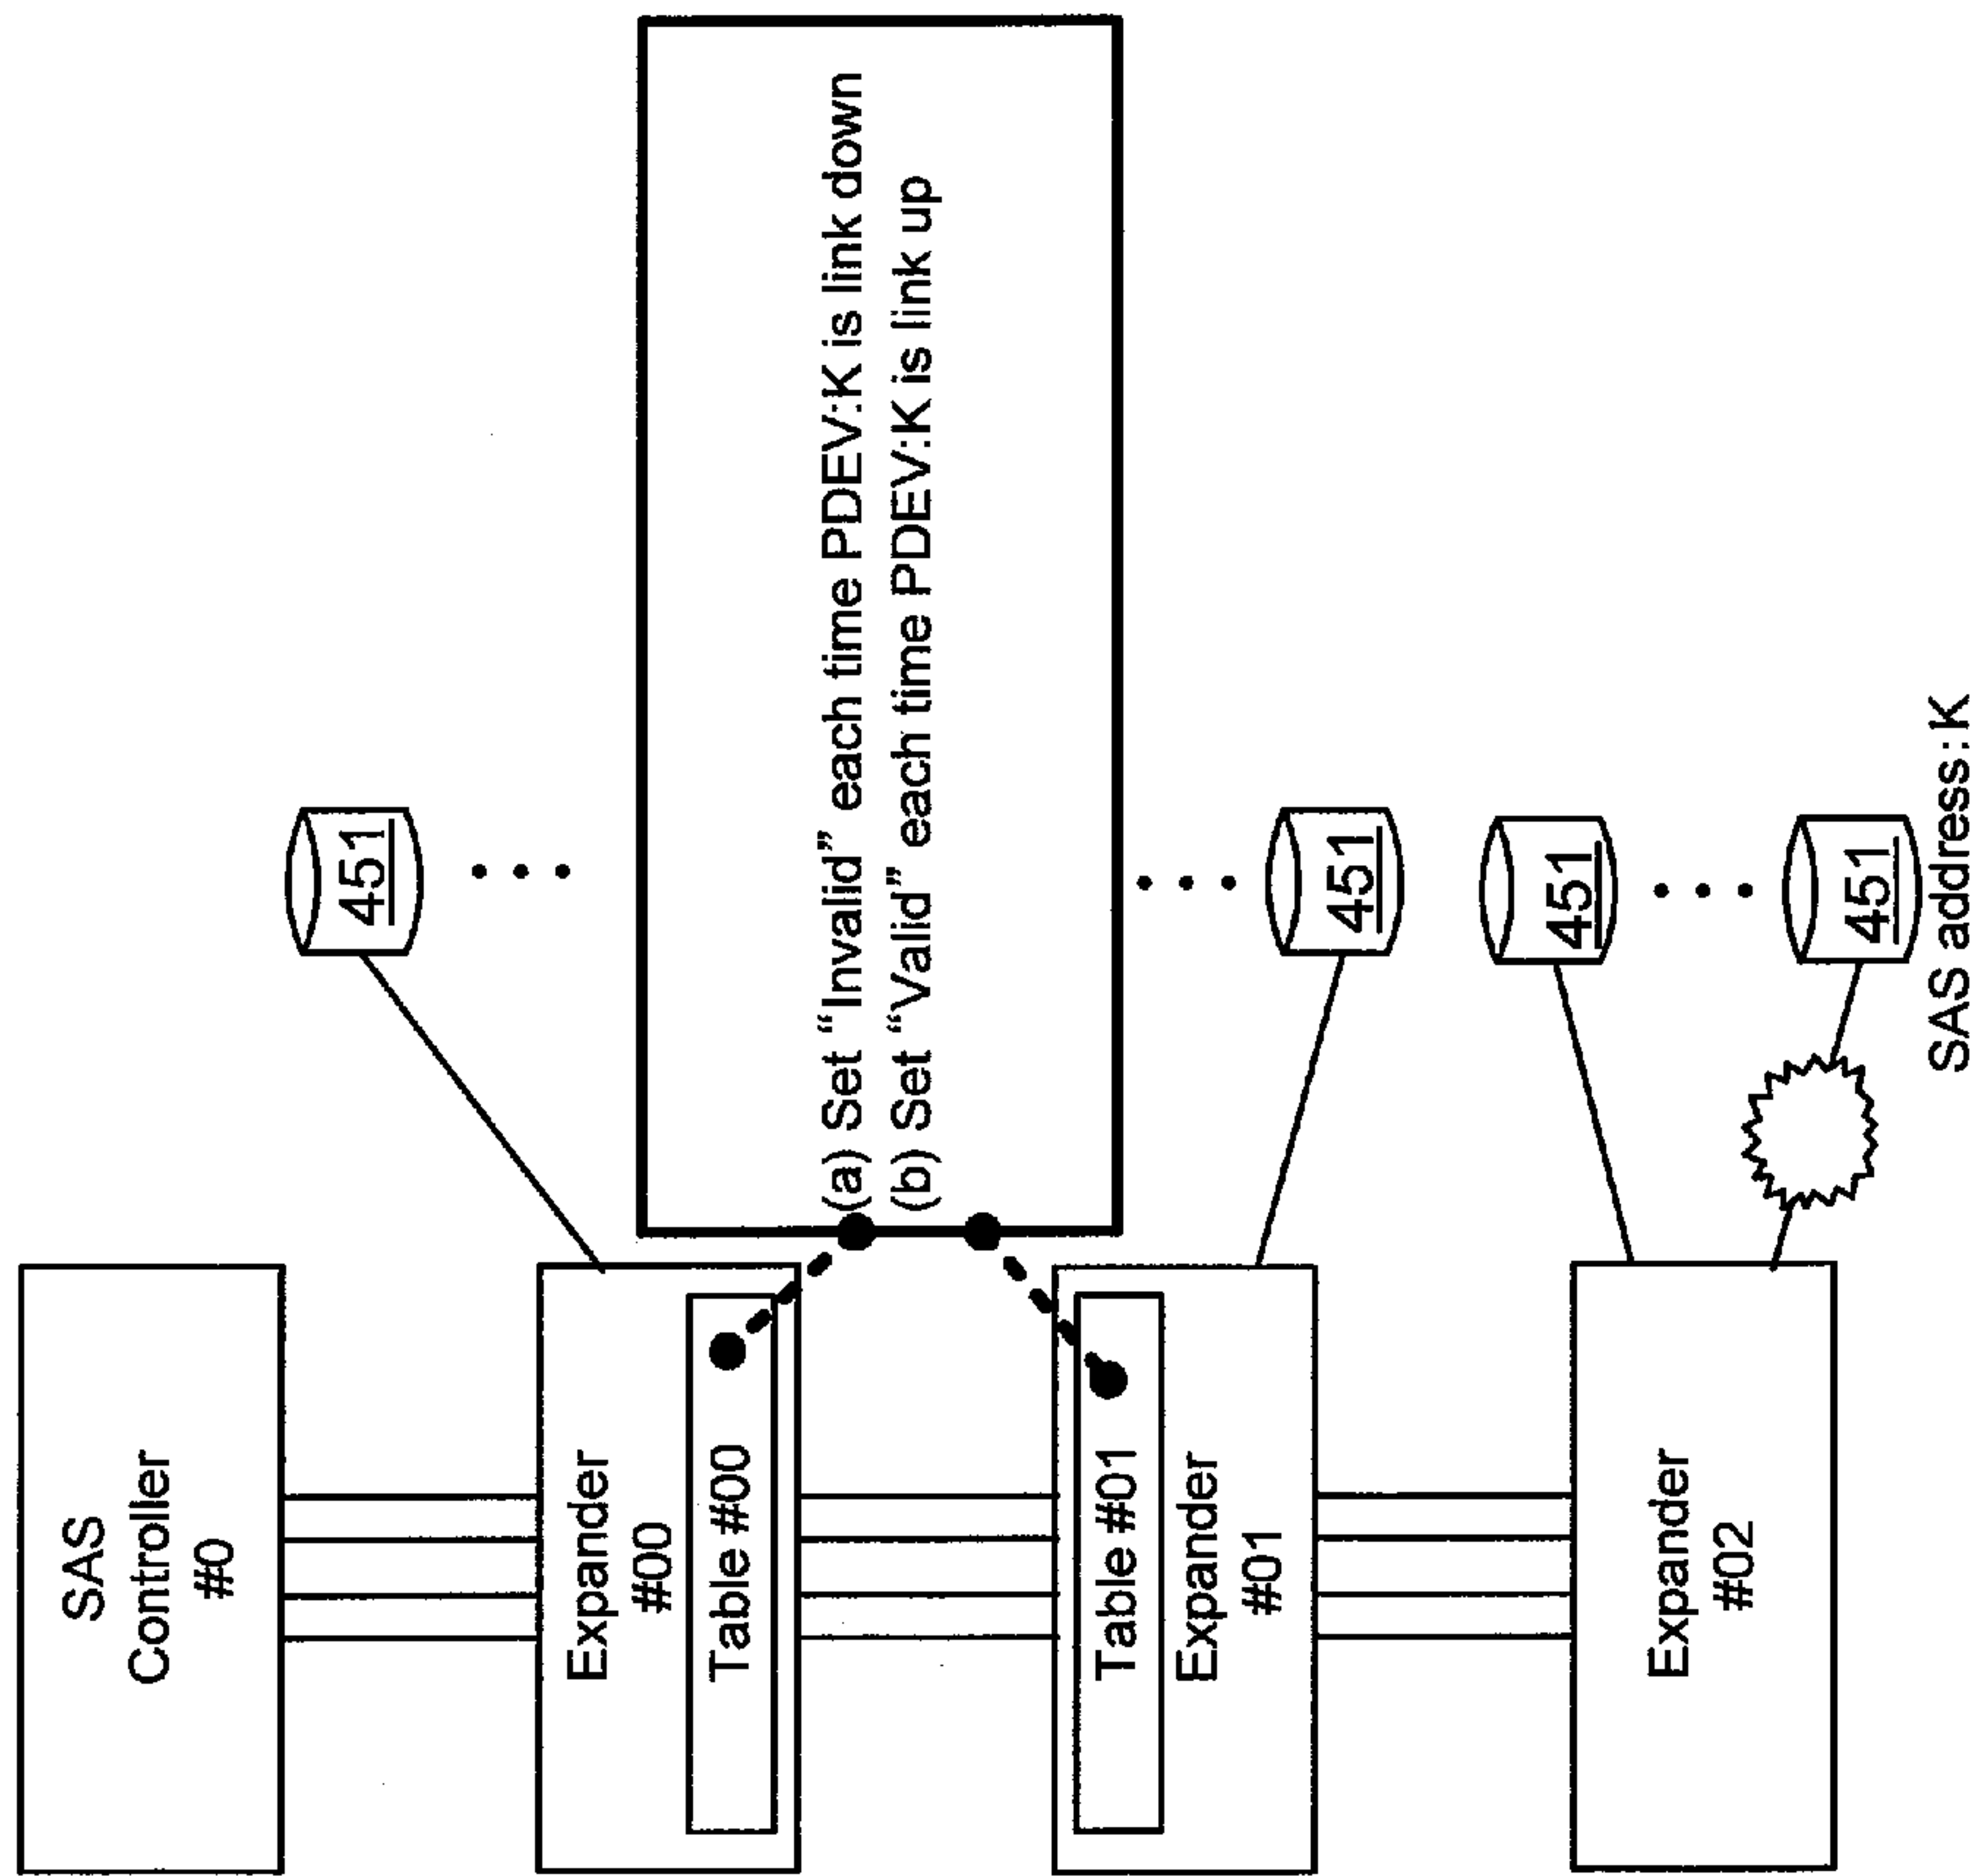 SAS
Controller
#0
Expander
#00
Table #00
Table #01
Expander
#01
Expander
#02
(a) Set “Invalid” each time PDEV:K is link down
(b) Set “Valid” each time PDEV:K is link up
451
451
451
451
SAS address:K